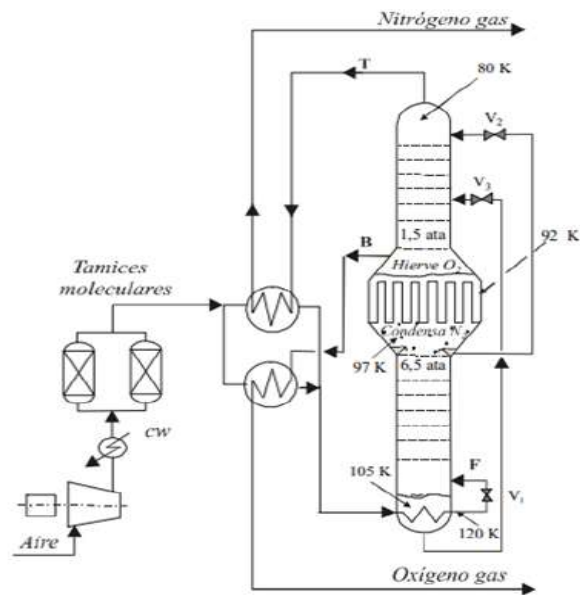 Nitrógeno gas
T
80 K
V₂
V₃
1,5 ata
92 K
B
Hierve O₂
Tamices
moleculares
Condensa N₂
97 K
6,5 ata
cw
105 K
F
V₁
120 K
Aire
Oxígeno gas